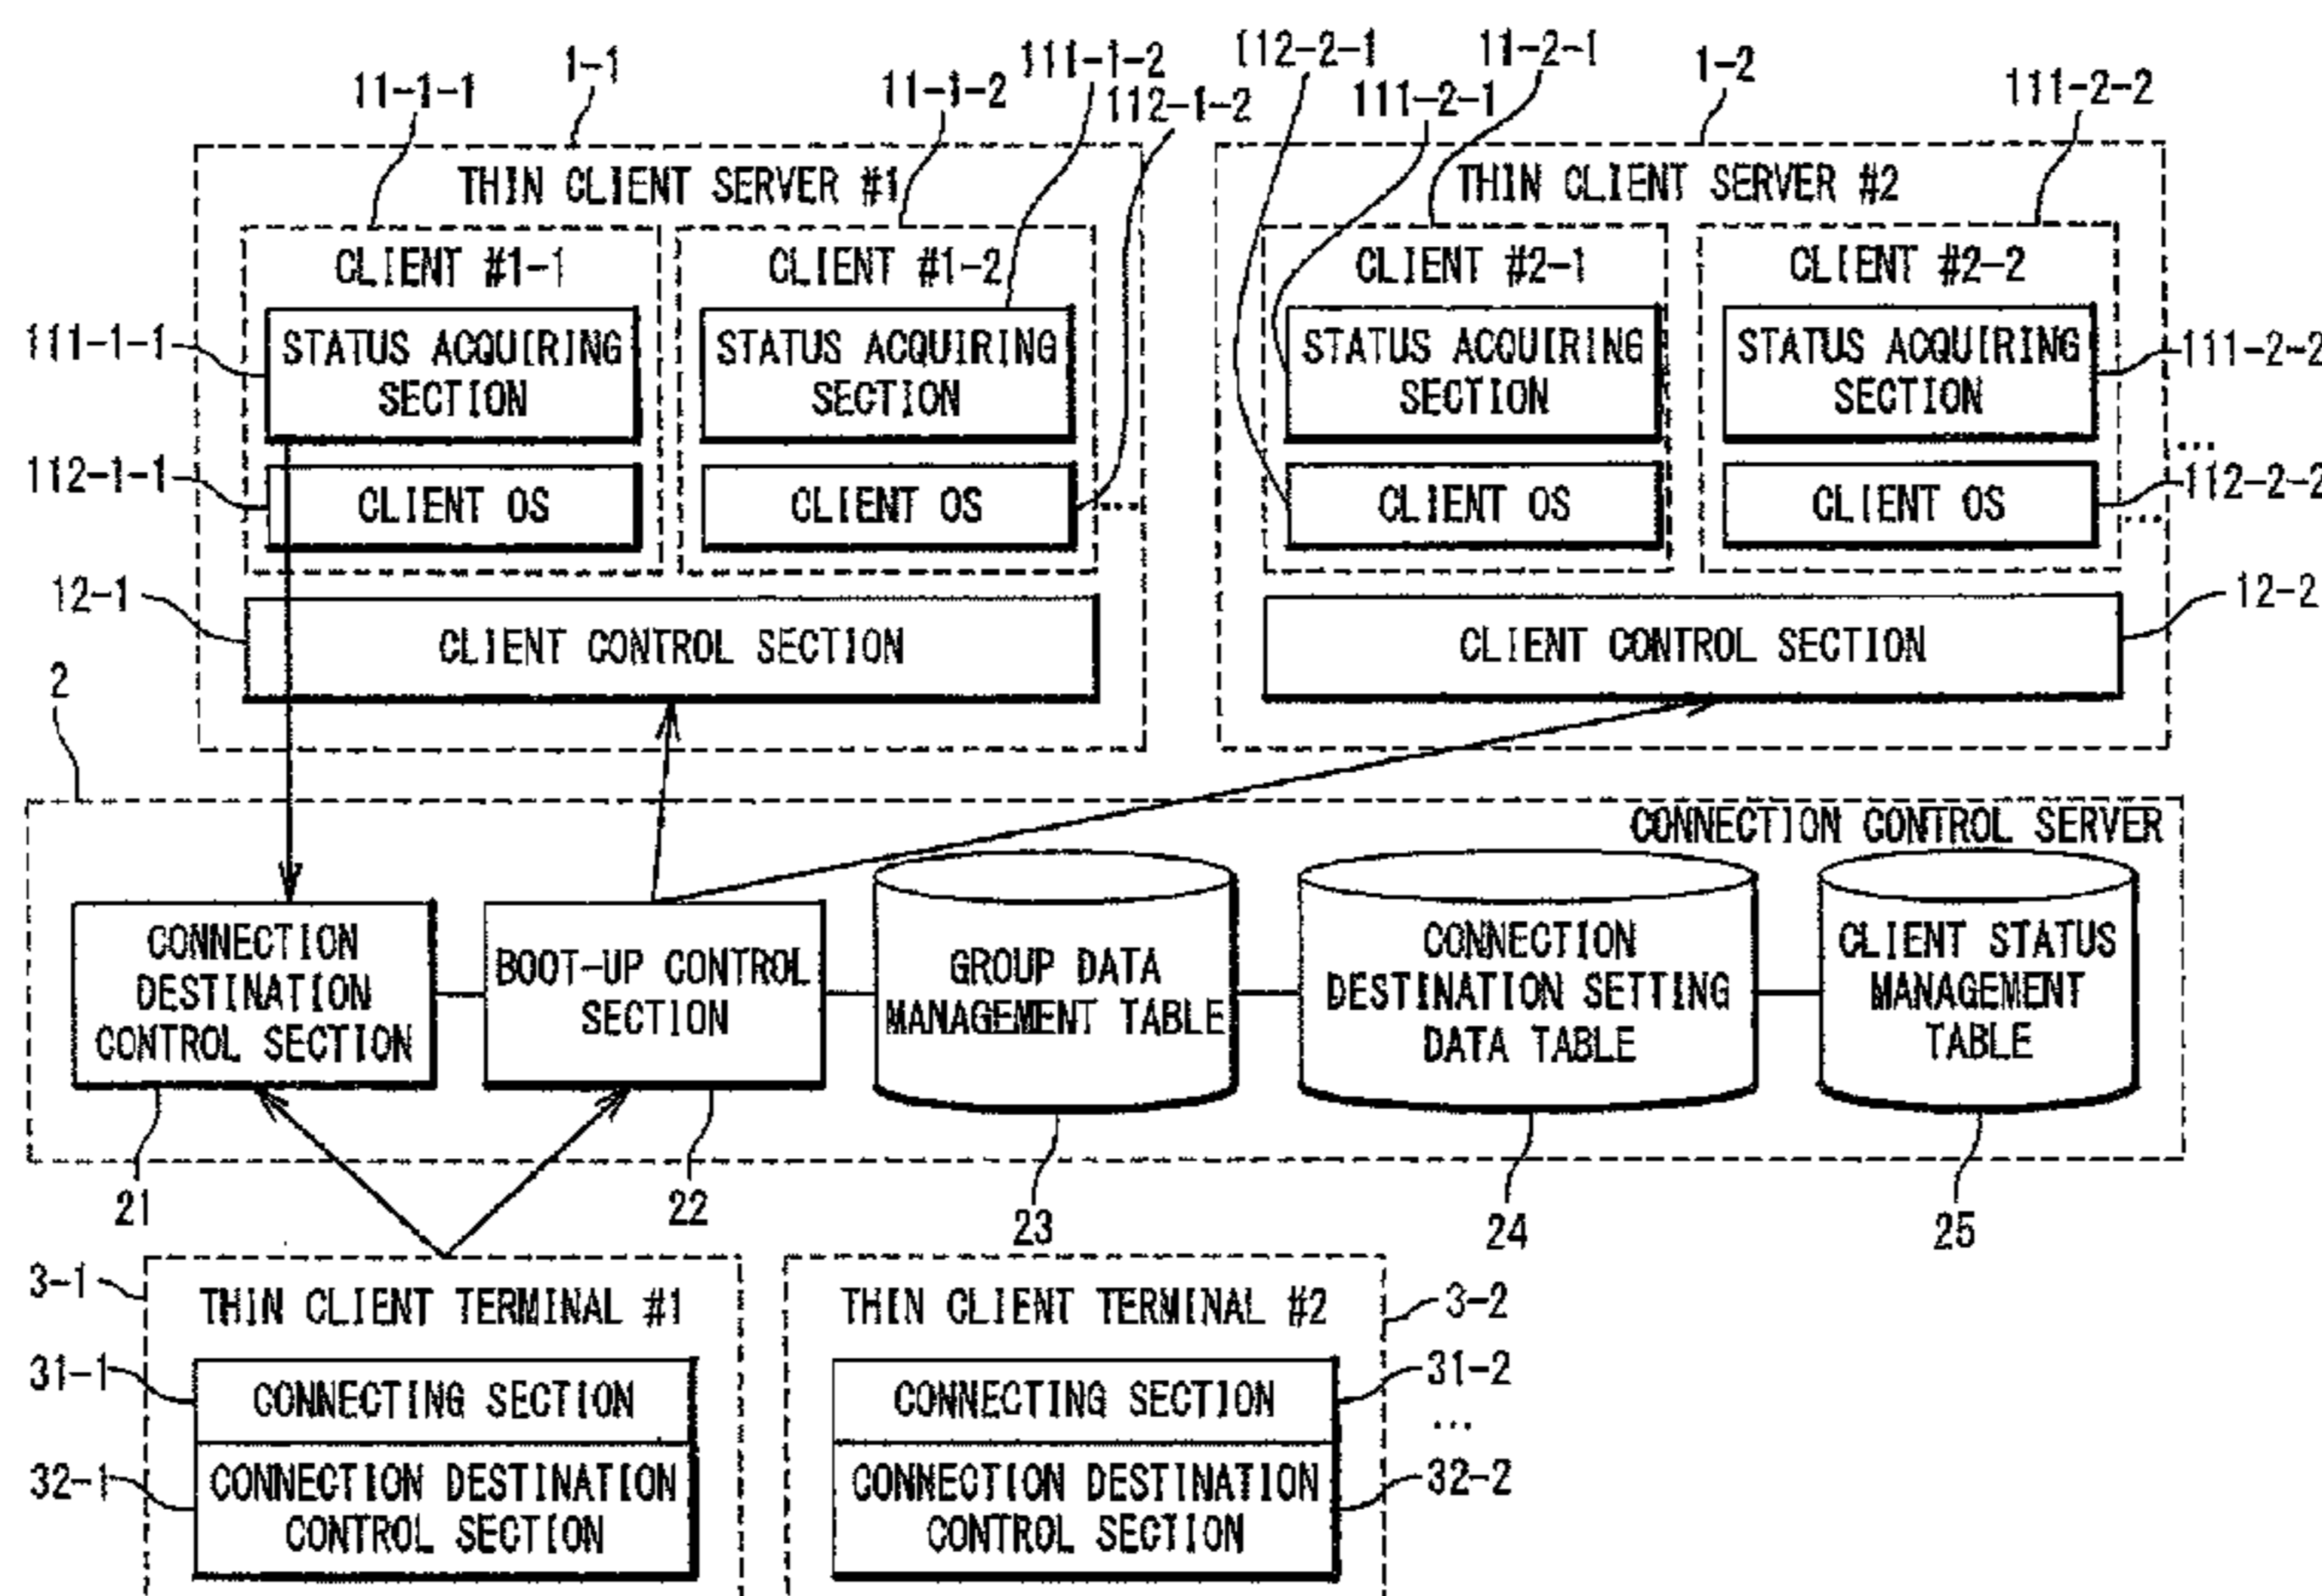 1-1
11-1-1
11-1-2
111-1-2
112-1-2
112-2-1
11-2-1
111-2-1
1-2
111-2-2
THIN CLIENT SERVER #1
CLIENT #1-1
CLIENT #1-2
111-1-1
STATUS ACQUIRING
SECTION
STATUS ACQUIRING
SECTION
112-1-1
CLIENT OS
CLIENT OS
...
12-1
CLIENT CONTROL SECTION
THIN CLIENT SERVER #2
CLIENT #2-1
CLIENT #2-2
STATUS ACQUIRING
SECTION
STATUS ACQUIRING
SECTION
111-2-2
...
CLIENT OS
CLIENT OS
112-2-2
...
CLIENT CONTROL SECTION
12-2
2
CONNECTION CONTROL SERVER
CONNECTION
DESTINATION
CONTROL SECTION
BOOT-UP CONTROL
SECTION
GROUP DATA
MANAGEMENT TABLE
CONNECTION
DESTINATION SETTING
DATA TABLE
CLIENT STATUS
MANAGEMENT
TABLE
21
22
23
24
25
3-1
THIN CLIENT TERMINAL #1
31-1
CONNECTING SECTION
32-1
CONNECTION DESTINATION
CONTROL SECTION
THIN CLIENT TERMINAL #2
3-2
CONNECTING SECTION
31-2
...
CONNECTION DESTINATION
CONTROL SECTION
32-2